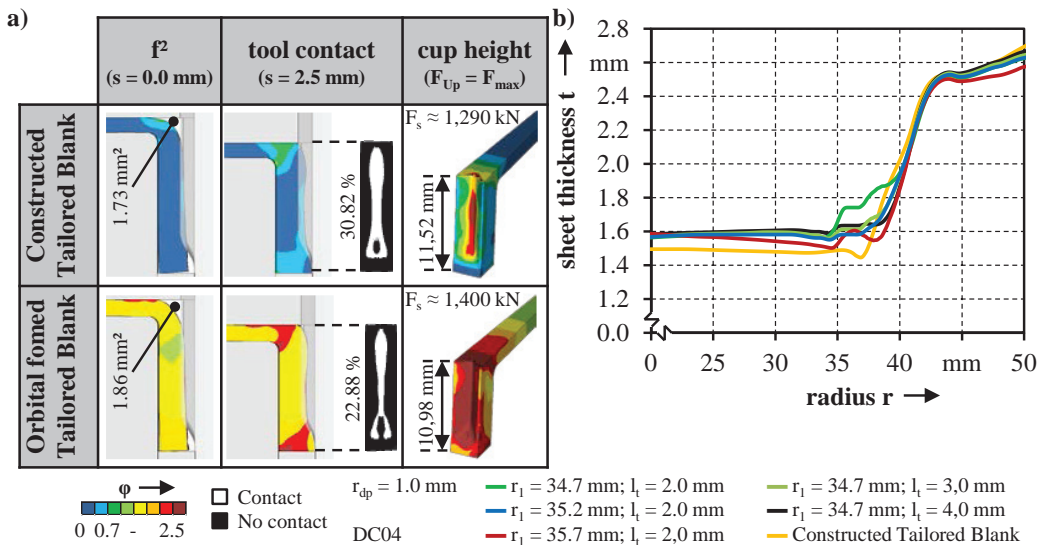 a)
f²
(s = 0.0 mm)
tool contact
(s = 2.5 mm)
cup height
(F_Up = F_max)
Constructed
Tailored Blank
1.73 mm²
30.82 %
F_s ≈ 1,290 kN
11.52 mm
Orbital fomed
Tailored Blank
1.86 mm²
22.88 %
F_s ≈ 1,400 kN
10,98 mm
φ
0 0.7 - 2.5
Contact
No contact
b)
sheet thickness t
2.8
mm
2.4
2.2
2.0
1.8
1.6
1.4
1.2
0.0
0 25 30 35 40 mm 50
radius r
r_dp = 1.0 mm
DC04
r_1 = 34.7 mm; l_t = 2.0 mm
r_1 = 35.2 mm; l_t = 2.0 mm
r_1 = 35.7 mm; l_t = 2,0 mm
r_1 = 34.7 mm; l_t = 3,0 mm
r_1 = 34.7 mm; l_t = 4,0 mm
Constructed Tailored Blank